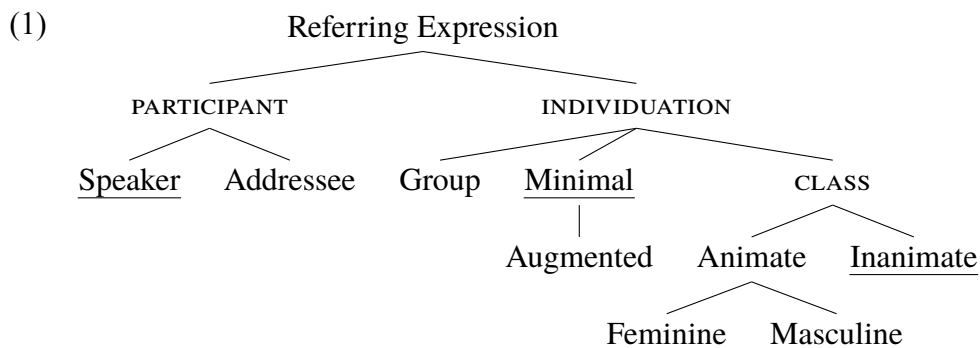 (1) Referring Expression
PARTICIPANT INDIVIDUATION
Speaker Addressee Group Minimal CLASS
Augmented Animate Inanimate
Feminine Masculine